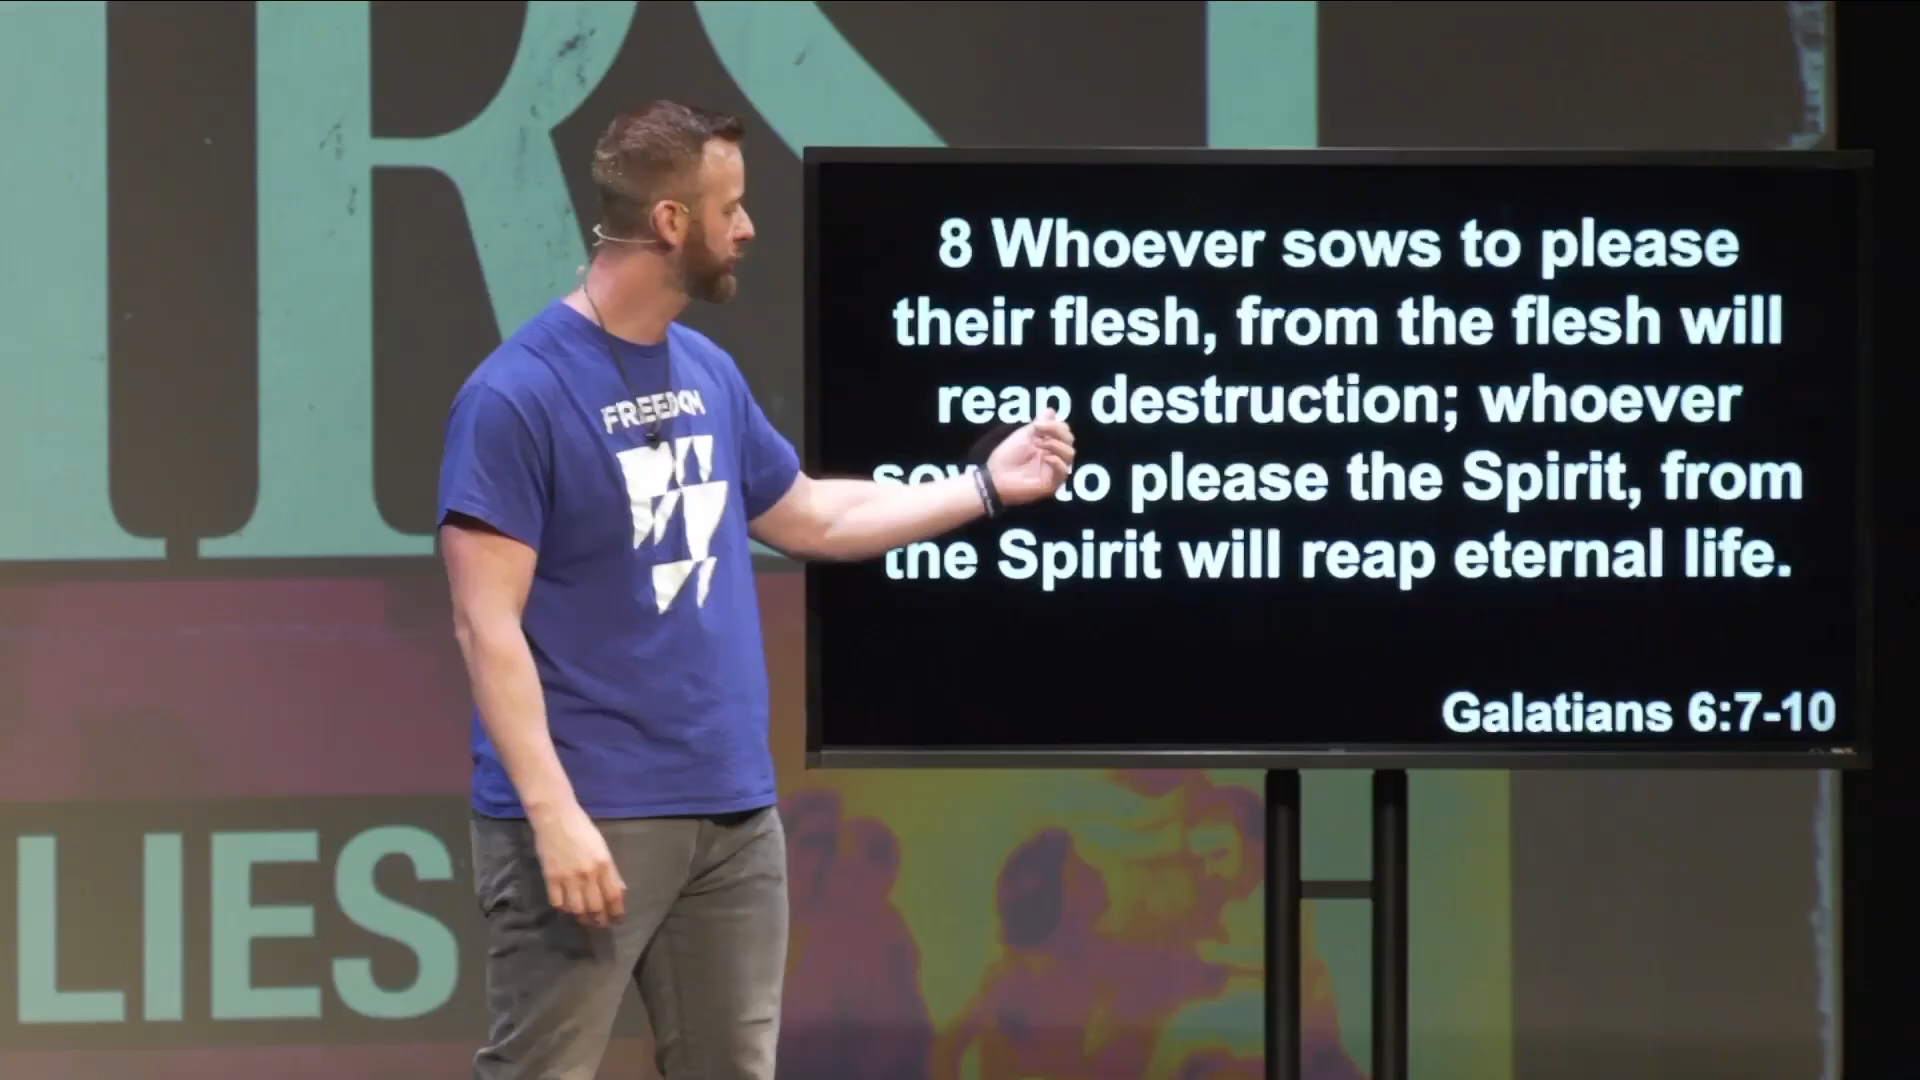 8 Whoever sows to please
their flesh, from the flesh will
reap destruction; whoever
to please the Spirit, from
the Spirit will reap eternal life.
Galatians 6:7-10
FREEDOM
LIES